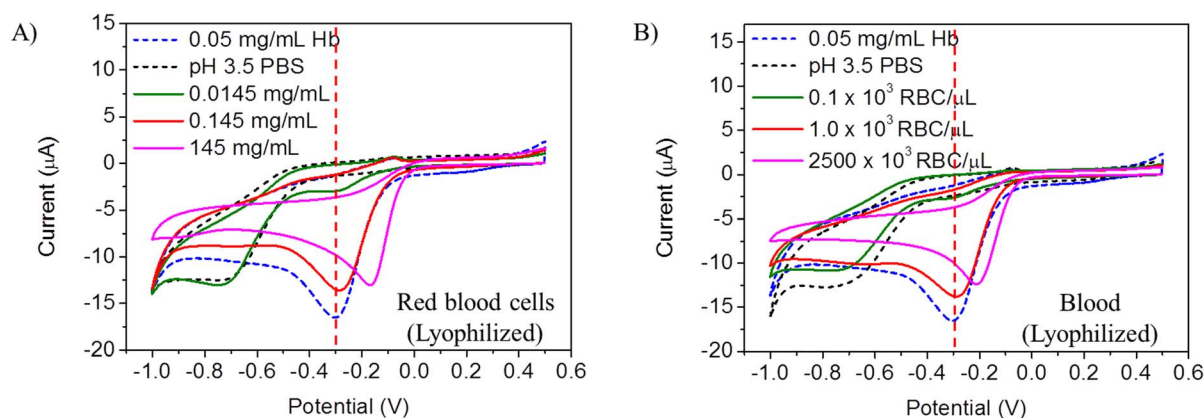 A)
15
10
5
0
-5
-10
-15
-20
Current (μA)
0.05 mg/mL Hb
pH 3.5 PBS
0.0145 mg/mL
0.145 mg/mL
145 mg/mL
Red blood cells
(Lyophilized)
-1.0 -0.8 -0.6 -0.4 -0.2 0.0 0.2 0.4 0.6
Potential (V)
B)
15
10
5
0
-5
-10
-15
-20
Current (μA)
0.05 mg/mL Hb
pH 3.5 PBS
0.1 x 10³ RBC/μL
1.0 x 10³ RBC/μL
2500 x 10³ RBC/μL
Blood
(Lyophilized)
-1.0 -0.8 -0.6 -0.4 -0.2 0.0 0.2 0.4 0.6
Potential (V)